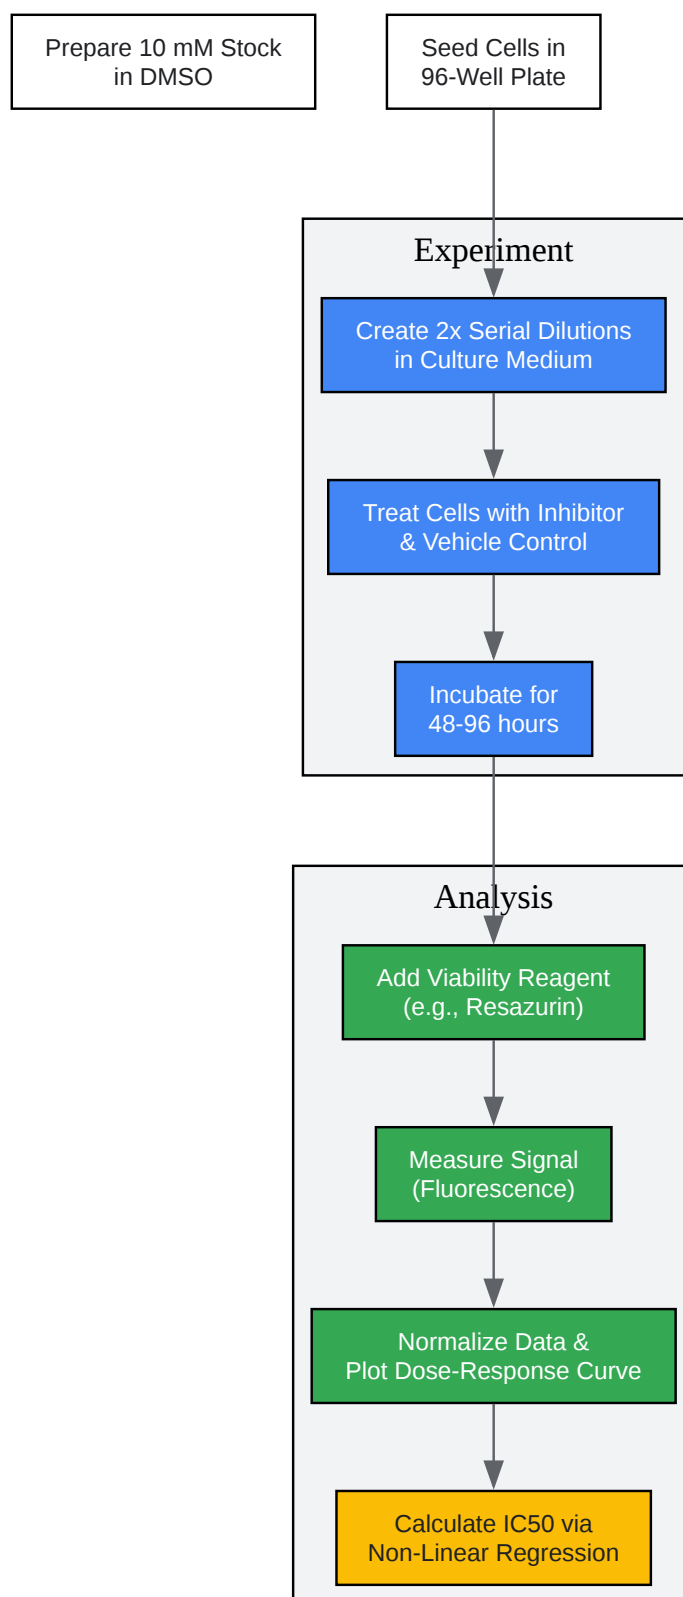 Prepare 10 mM Stock
in DMSO
Seed Cells in
96-Well Plate
Experiment
Create 2x Serial Dilutions
in Culture Medium
Treat Cells with Inhibitor
& Vehicle Control
Incubate for
48-96 hours
Analysis
Add Viability Reagent
(e.g., Resazurin)
Measure Signal
(Fluorescence)
Normalize Data &
Plot Dose-Response Curve
Calculate IC50 via
Non-Linear Regression